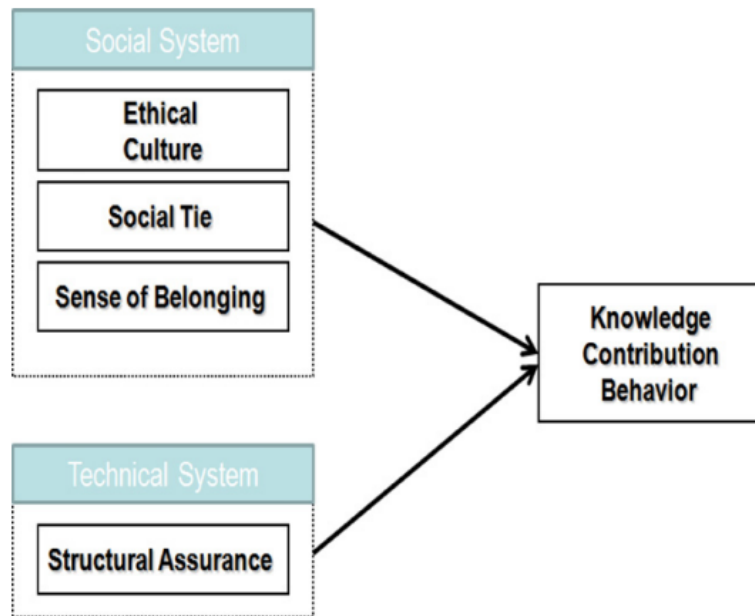 Social System
Ethical
Culture
Social Tie
Sense of Belonging
Knowledge
Contribution
Behavior
Technical System
Structural Assurance